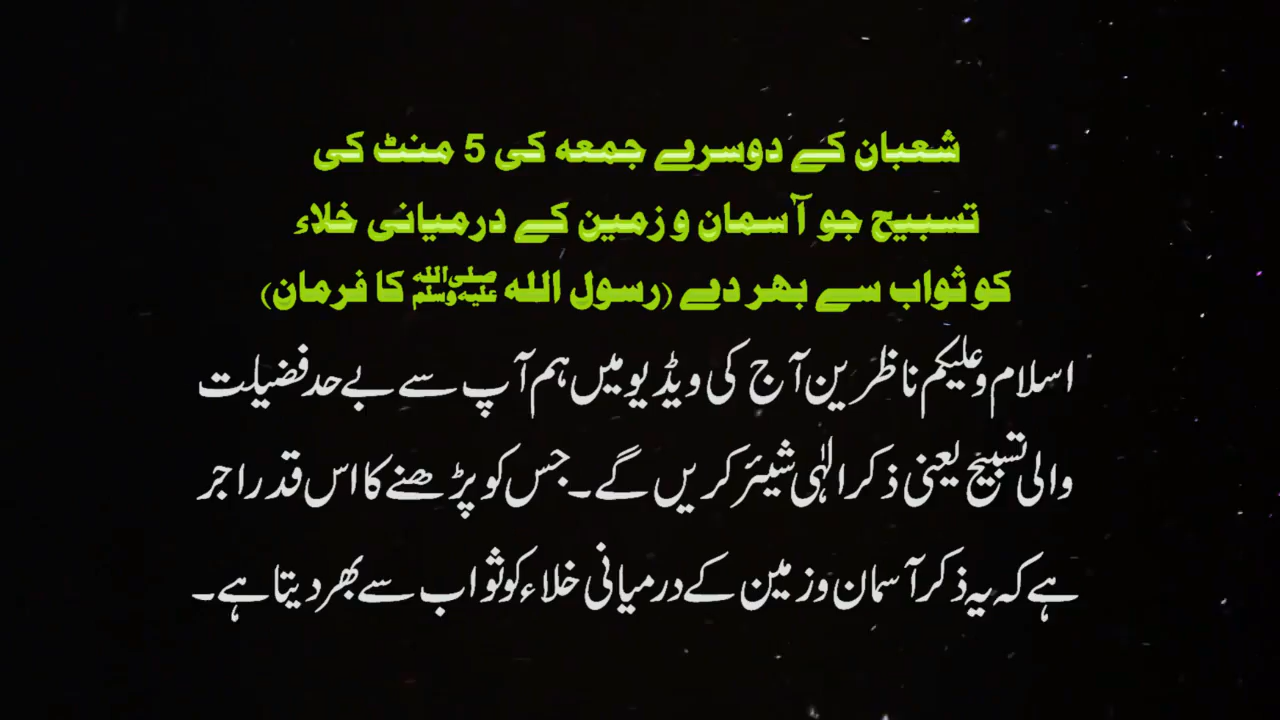 شعبان کے دوسرے جمعہ کی 5 منٹ کی
تسبیح جو آسمان و زمین کے درمیانی خلاء
کو ثواب سے بھر دے (رسول اللہ ﷺ کا فرمان)
اسلام وعلیکم ناظرین آج کی ویڈیو میں ہم آپ سے بے حد فضیلت
والی تسبیح یعنی ذکر الٰہی شیئر کریں گے۔ جس کو پڑھنے کا اس قدر اجر
ہے کہ یہ ذکر آسمان و زمین کے درمیانی خلاء کو ثواب سے بھر دیتا ہے۔